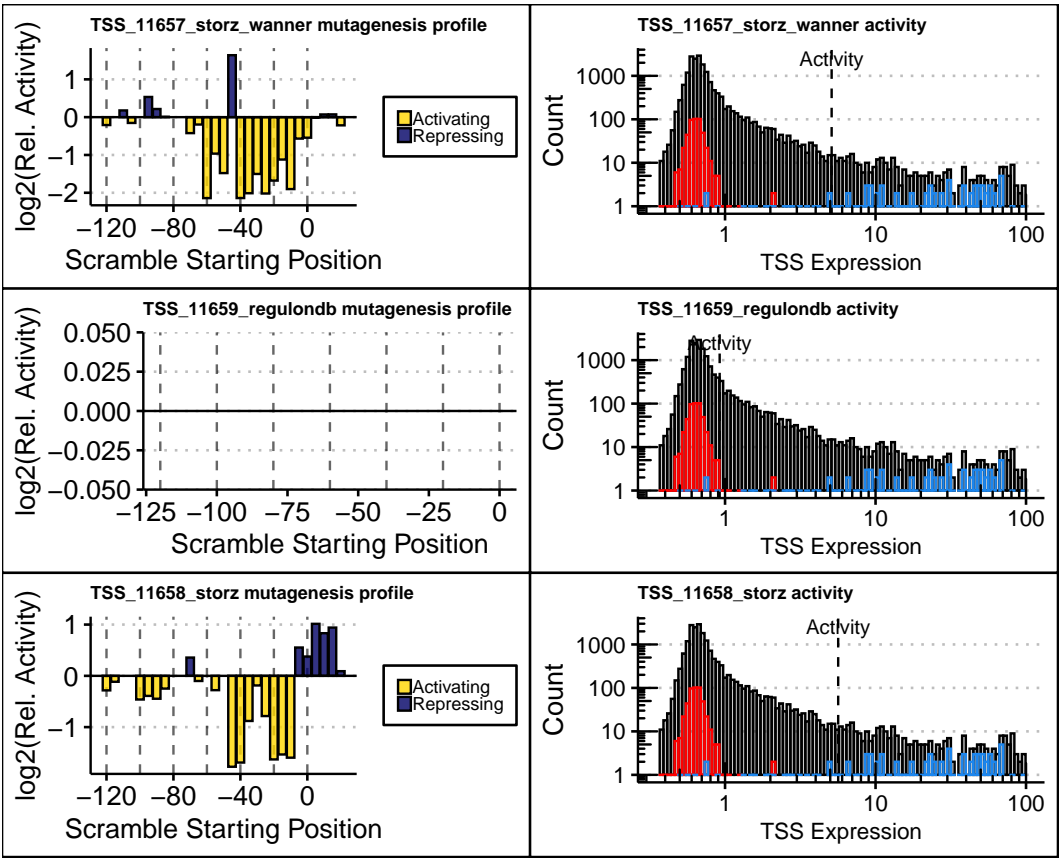 TSS_11657_storz_wanner mutagenesis profile
log2(Rel. Activity)
1
0
−1
−2
−120 −80 −40 0
Scramble Starting Position
Activating
Repressing
TSS_11657_storz_wanner activity
Activity
Count
1000
100
10
1
1 10 100
TSS Expression
TSS_11659_regulondb mutagenesis profile
log2(Rel. Activity)
0.050
0.025
0.000
−0.025
−0.050
−125 −100 −75 −50 −25 0
Scramble Starting Position
TSS_11659_regulondb activity
Activity
Count
1000
100
10
1
1 10 100
TSS Expression
TSS_11658_storz mutagenesis profile
log2(Rel. Activity)
1
0
−1
−120 −80 −40 0
Scramble Starting Position
Activating
Repressing
TSS_11658_storz activity
Activity
Count
1000
100
10
1
1 10 100
TSS Expression